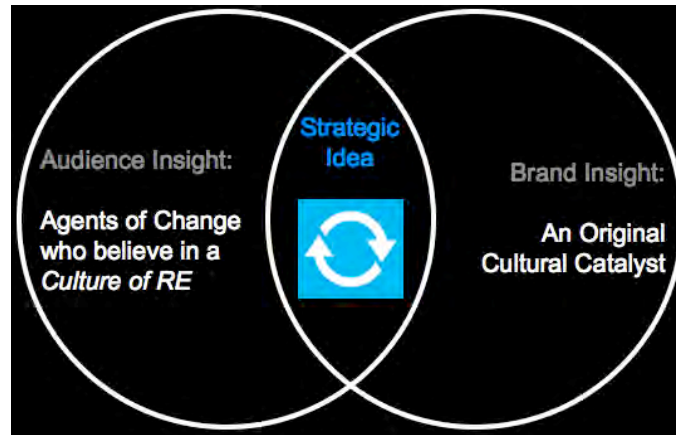 Strategic
Idea
Audience Insight:
Agents of Change
who believe in a
Culture of RE
Brand Insight:
An Original
Cultural Catalyst